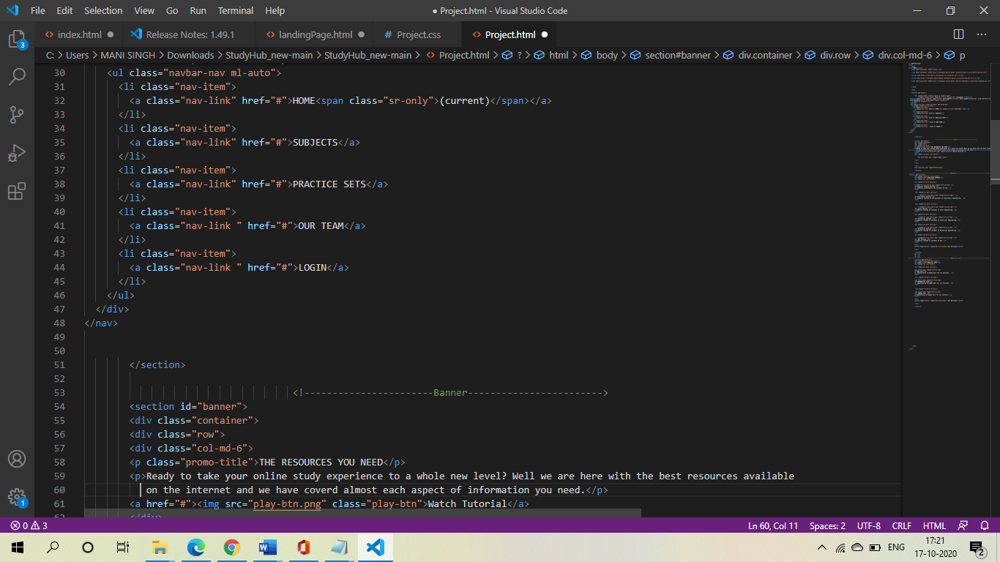 File Edit Selection View Go Run Terminal Help ● Project.html - Visual Studio Code
index.html ● Release Notes: 1.49.1 landingPage.html ● # Project.css Project.html ●
C: > Users > MANI SINGH > Downloads > StudyHub_new-main > StudyHub_new-main > Project.html > ? > html > body > section#banner > div.container > div.row > div.col-md-6 > p
30 <ul class="navbar-nav ml-auto">
31 <li class="nav-item">
32 <a class="nav-link" href="#">HOME<span class="sr-only">(current)</span></a>
33 </li>
34 <li class="nav-item">
35 <a class="nav-link" href="#">SUBJECTS</a>
36 </li>
37 <li class="nav-item">
38 <a class="nav-link" href="#">PRACTICE SETS</a>
39 </li>
40 <li class="nav-item">
41 <a class="nav-link " href="#">OUR TEAM</a>
42 </li>
43 <li class="nav-item">
44 <a class="nav-link " href="#">LOGIN</a>
45 </li>
46 </ul>
47 </div>
48 </nav>
49
50
51 </section>
52
53 <!-----------------------Banner------------------------>
54 <section id="banner">
55 <div class="container">
56 <div class="row">
57 <div class="col-md-6">
58 <p class="promo-title">THE RESOURCES YOU NEED</p>
59 <p>Ready to take your online study experience to a whole new level? Well we are here with the best resources available
60 on the internet and we have coverd almost each aspect of information you need.</p>
61 <a href="#"><img src="play-btn.png" class="play-btn">Watch Tutorial</a>
62 </div>
3
1
0 3 Ln 60, Col 11 Spaces: 2 UTF-8 CRLF HTML
ENG 17:21
17-10-2020 2